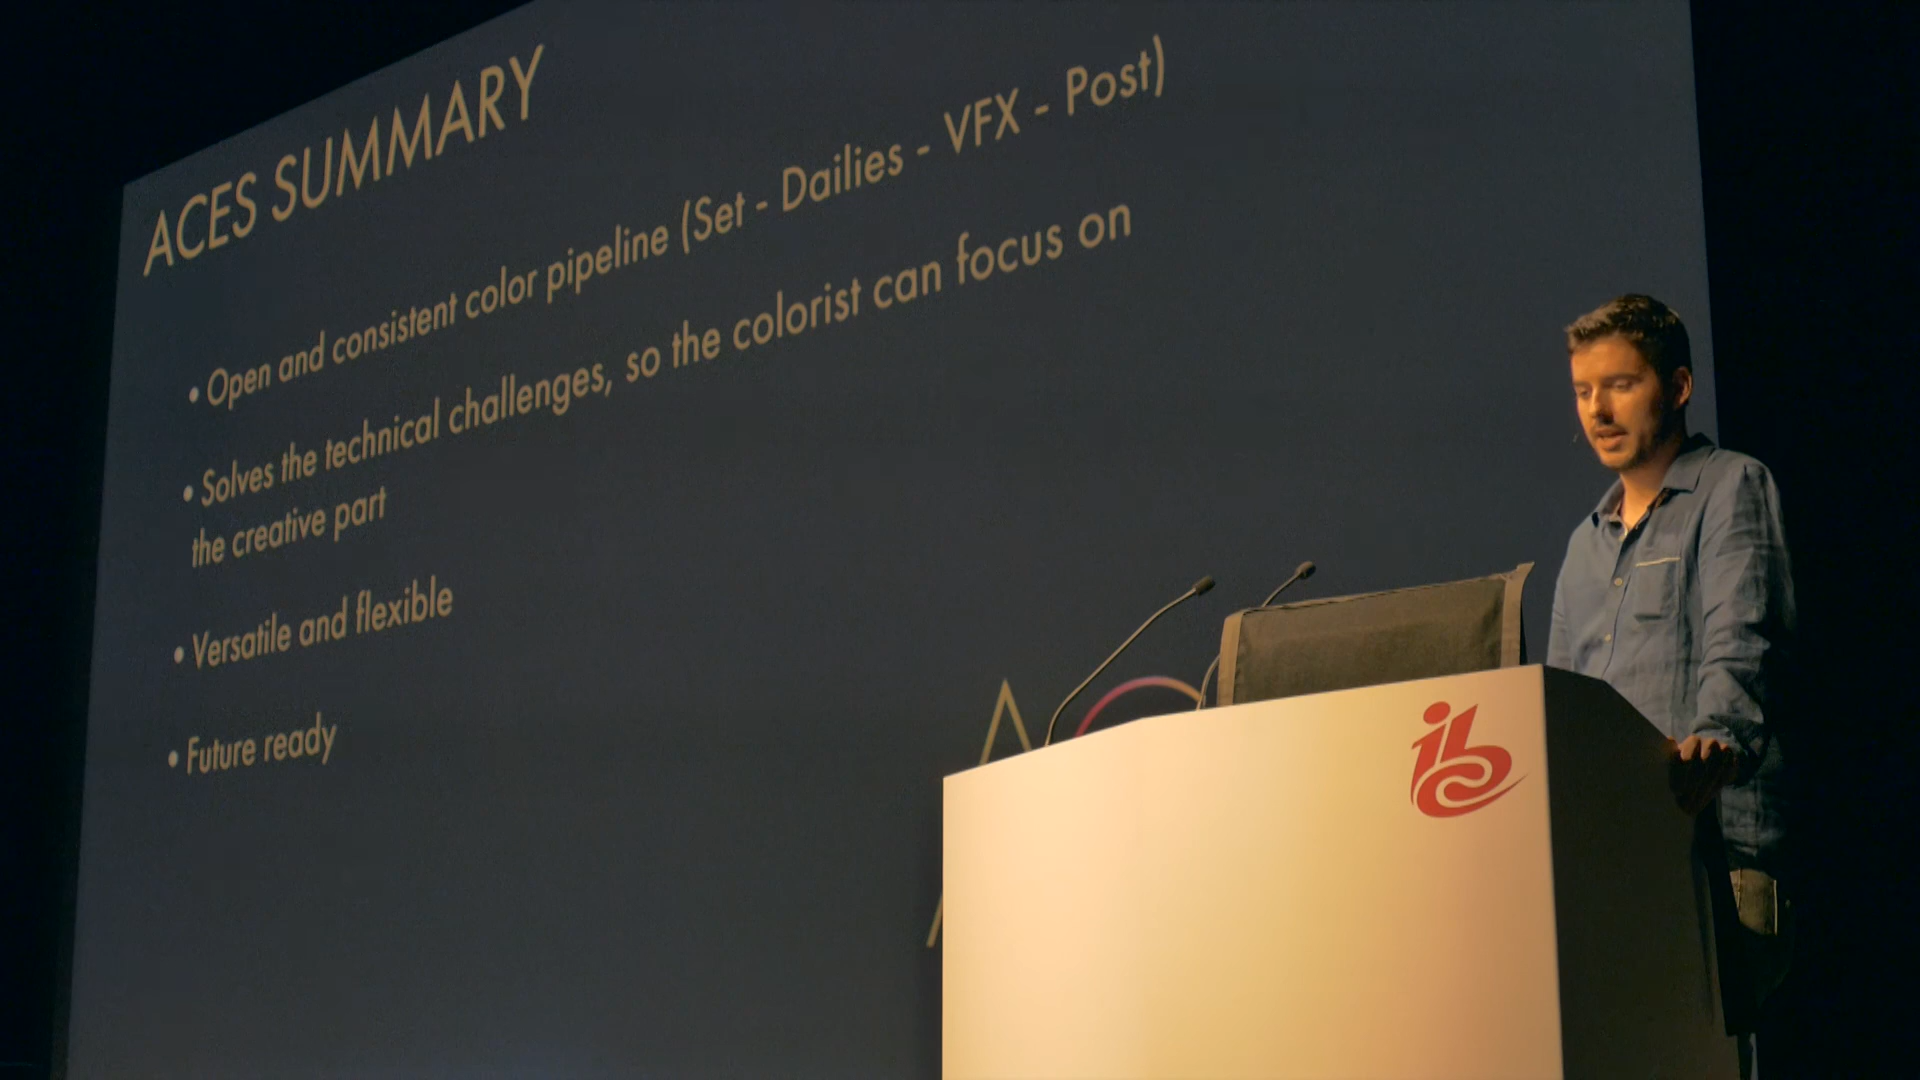 ACES SUMMARY
• Open and consistent color pipeline (Set - Dailies - VFX - Post)
• Solves the technical challenges, so the colorist can focus on
the creative part
• Versatile and flexible
• Future ready
ibc